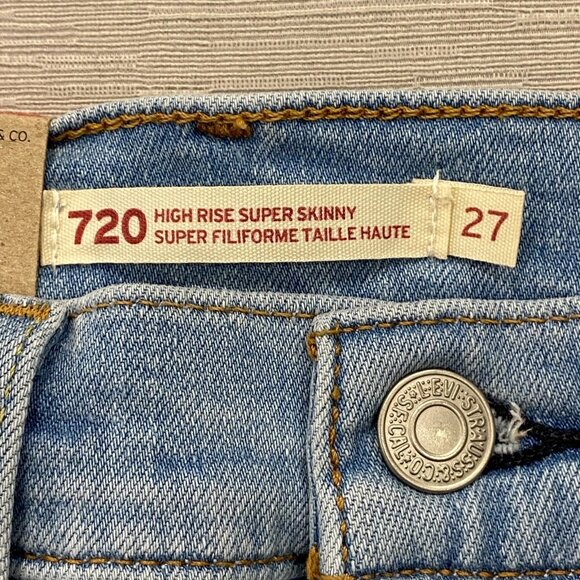 & CO.
720 HIGH RISE SUPER SKINNY
SUPER FILIFORME TAILLE HAUTE
27
LEVI STRAUSS & CO. S.F. CAL.